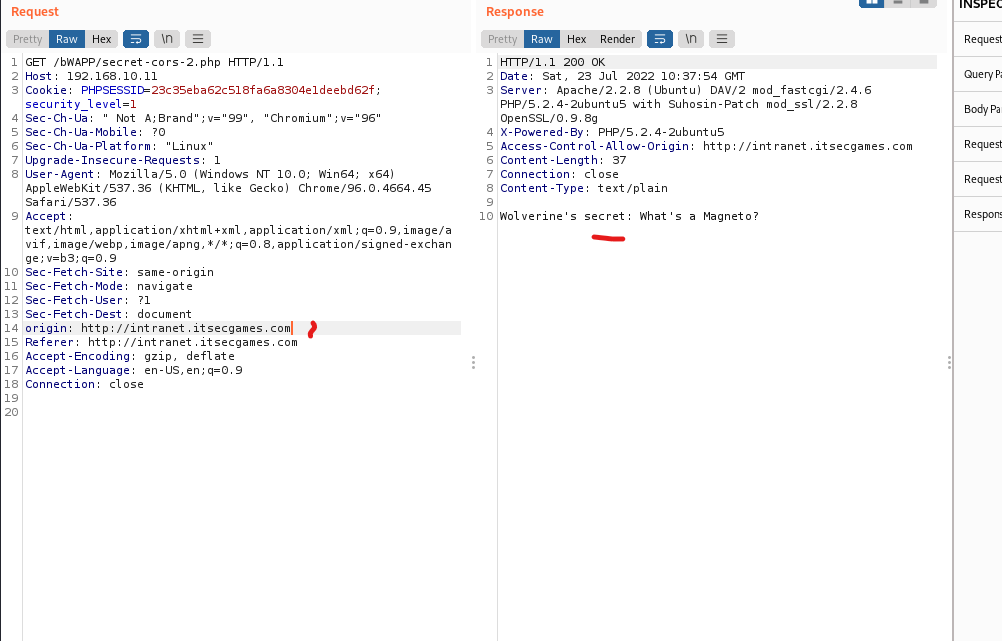 Request
Pretty Raw Hex \n
1 GET /bWAPP/secret-cors-2.php HTTP/1.1
2 Host: 192.168.10.11
3 Cookie: PHPSESSID=23c35eba62c518fa6a8304e1deebd62f;
security_level=1
4 Sec-Ch-Ua: " Not A;Brand";v="99", "Chromium";v="96"
5 Sec-Ch-Ua-Mobile: ?0
6 Sec-Ch-Ua-Platform: "Linux"
7 Upgrade-Insecure-Requests: 1
8 User-Agent: Mozilla/5.0 (Windows NT 10.0; Win64; x64)
AppleWebKit/537.36 (KHTML, like Gecko) Chrome/96.0.4664.45
Safari/537.36
9 Accept:
text/html,application/xhtml+xml,application/xml;q=0.9,image/a
vif,image/webp,image/apng,*/*;q=0.8,application/signed-exchan
ge;v=b3;q=0.9
10 Sec-Fetch-Site: same-origin
11 Sec-Fetch-Mode: navigate
12 Sec-Fetch-User: ?1
13 Sec-Fetch-Dest: document
14 origin: http://intranet.itsecgames.com
15 Referer: http://intranet.itsecgames.com
16 Accept-Encoding: gzip, deflate
17 Accept-Language: en-US,en;q=0.9
18 Connection: close
19
20
Response
Pretty Raw Hex Render \n
1 HTTP/1.1 200 OK
2 Date: Sat, 23 Jul 2022 10:37:54 GMT
3 Server: Apache/2.2.8 (Ubuntu) DAV/2 mod_fastcgi/2.4.6
PHP/5.2.4-2ubuntu5 with Suhosin-Patch mod_ssl/2.2.8
OpenSSL/0.9.8g
4 X-Powered-By: PHP/5.2.4-2ubuntu5
5 Access-Control-Allow-Origin: http://intranet.itsecgames.com
6 Content-Length: 37
7 Connection: close
8 Content-Type: text/plain
9
10 Wolverine's secret: What's a Magneto?
INSPEC
Request
Query Pa
Body Par
Request
Request
Respons